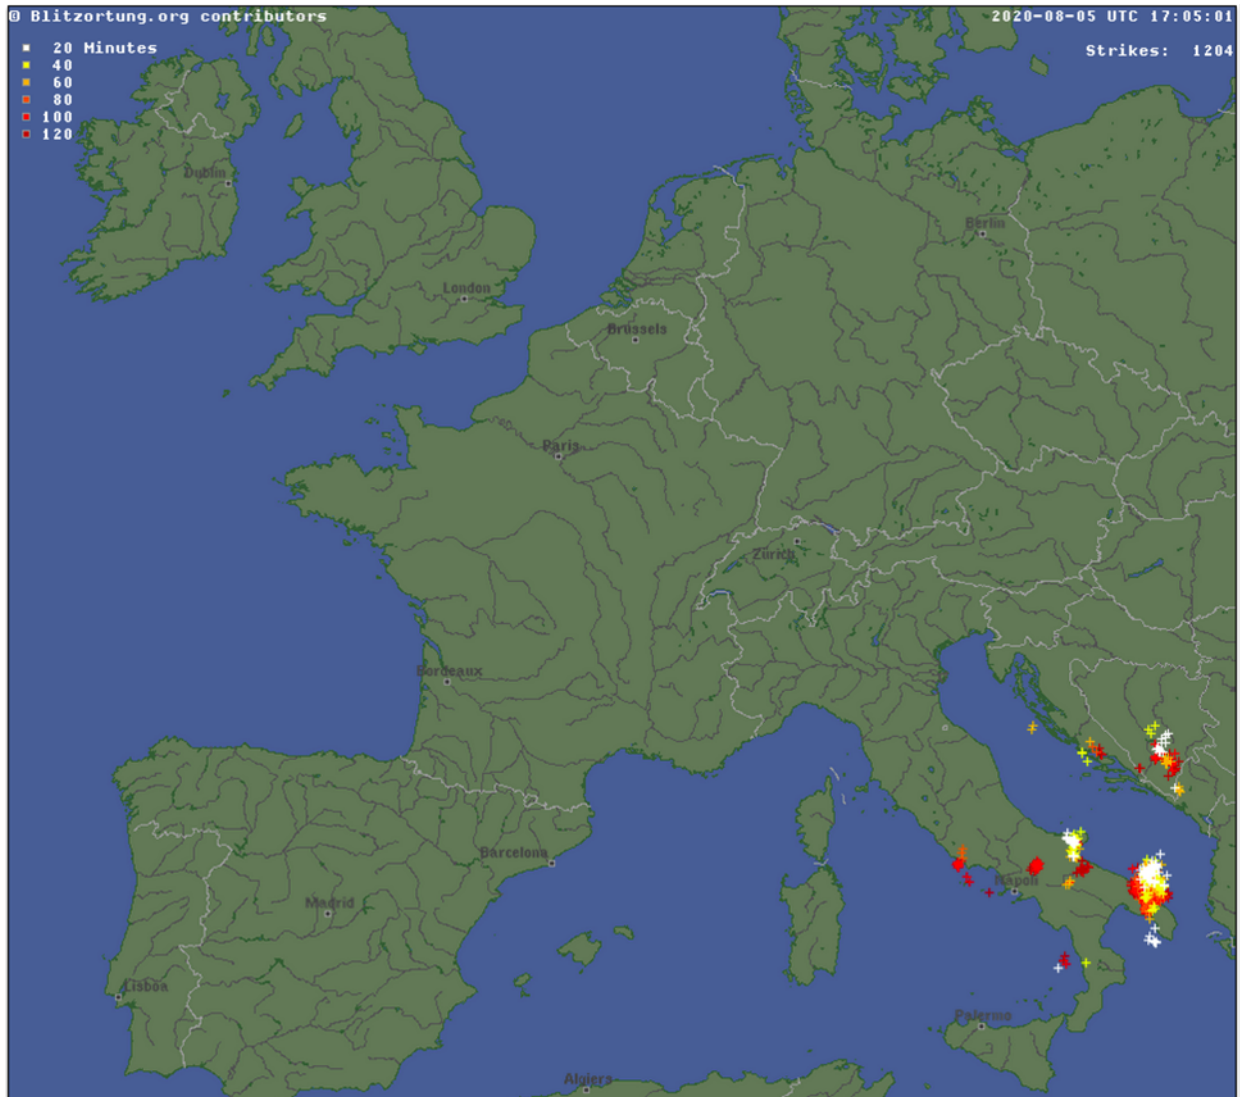 © Blitzortung.org contributors
2020-08-05 UTC 17:05:01
20 Minutes
Strikes: 1204
40
60
80
100
120
Dublin
Berlin
London
Brussels
Paris
Zürich
Bordeaux
Barcelona
Napoli
Madrid
Lisboa
Palermo
Algiers